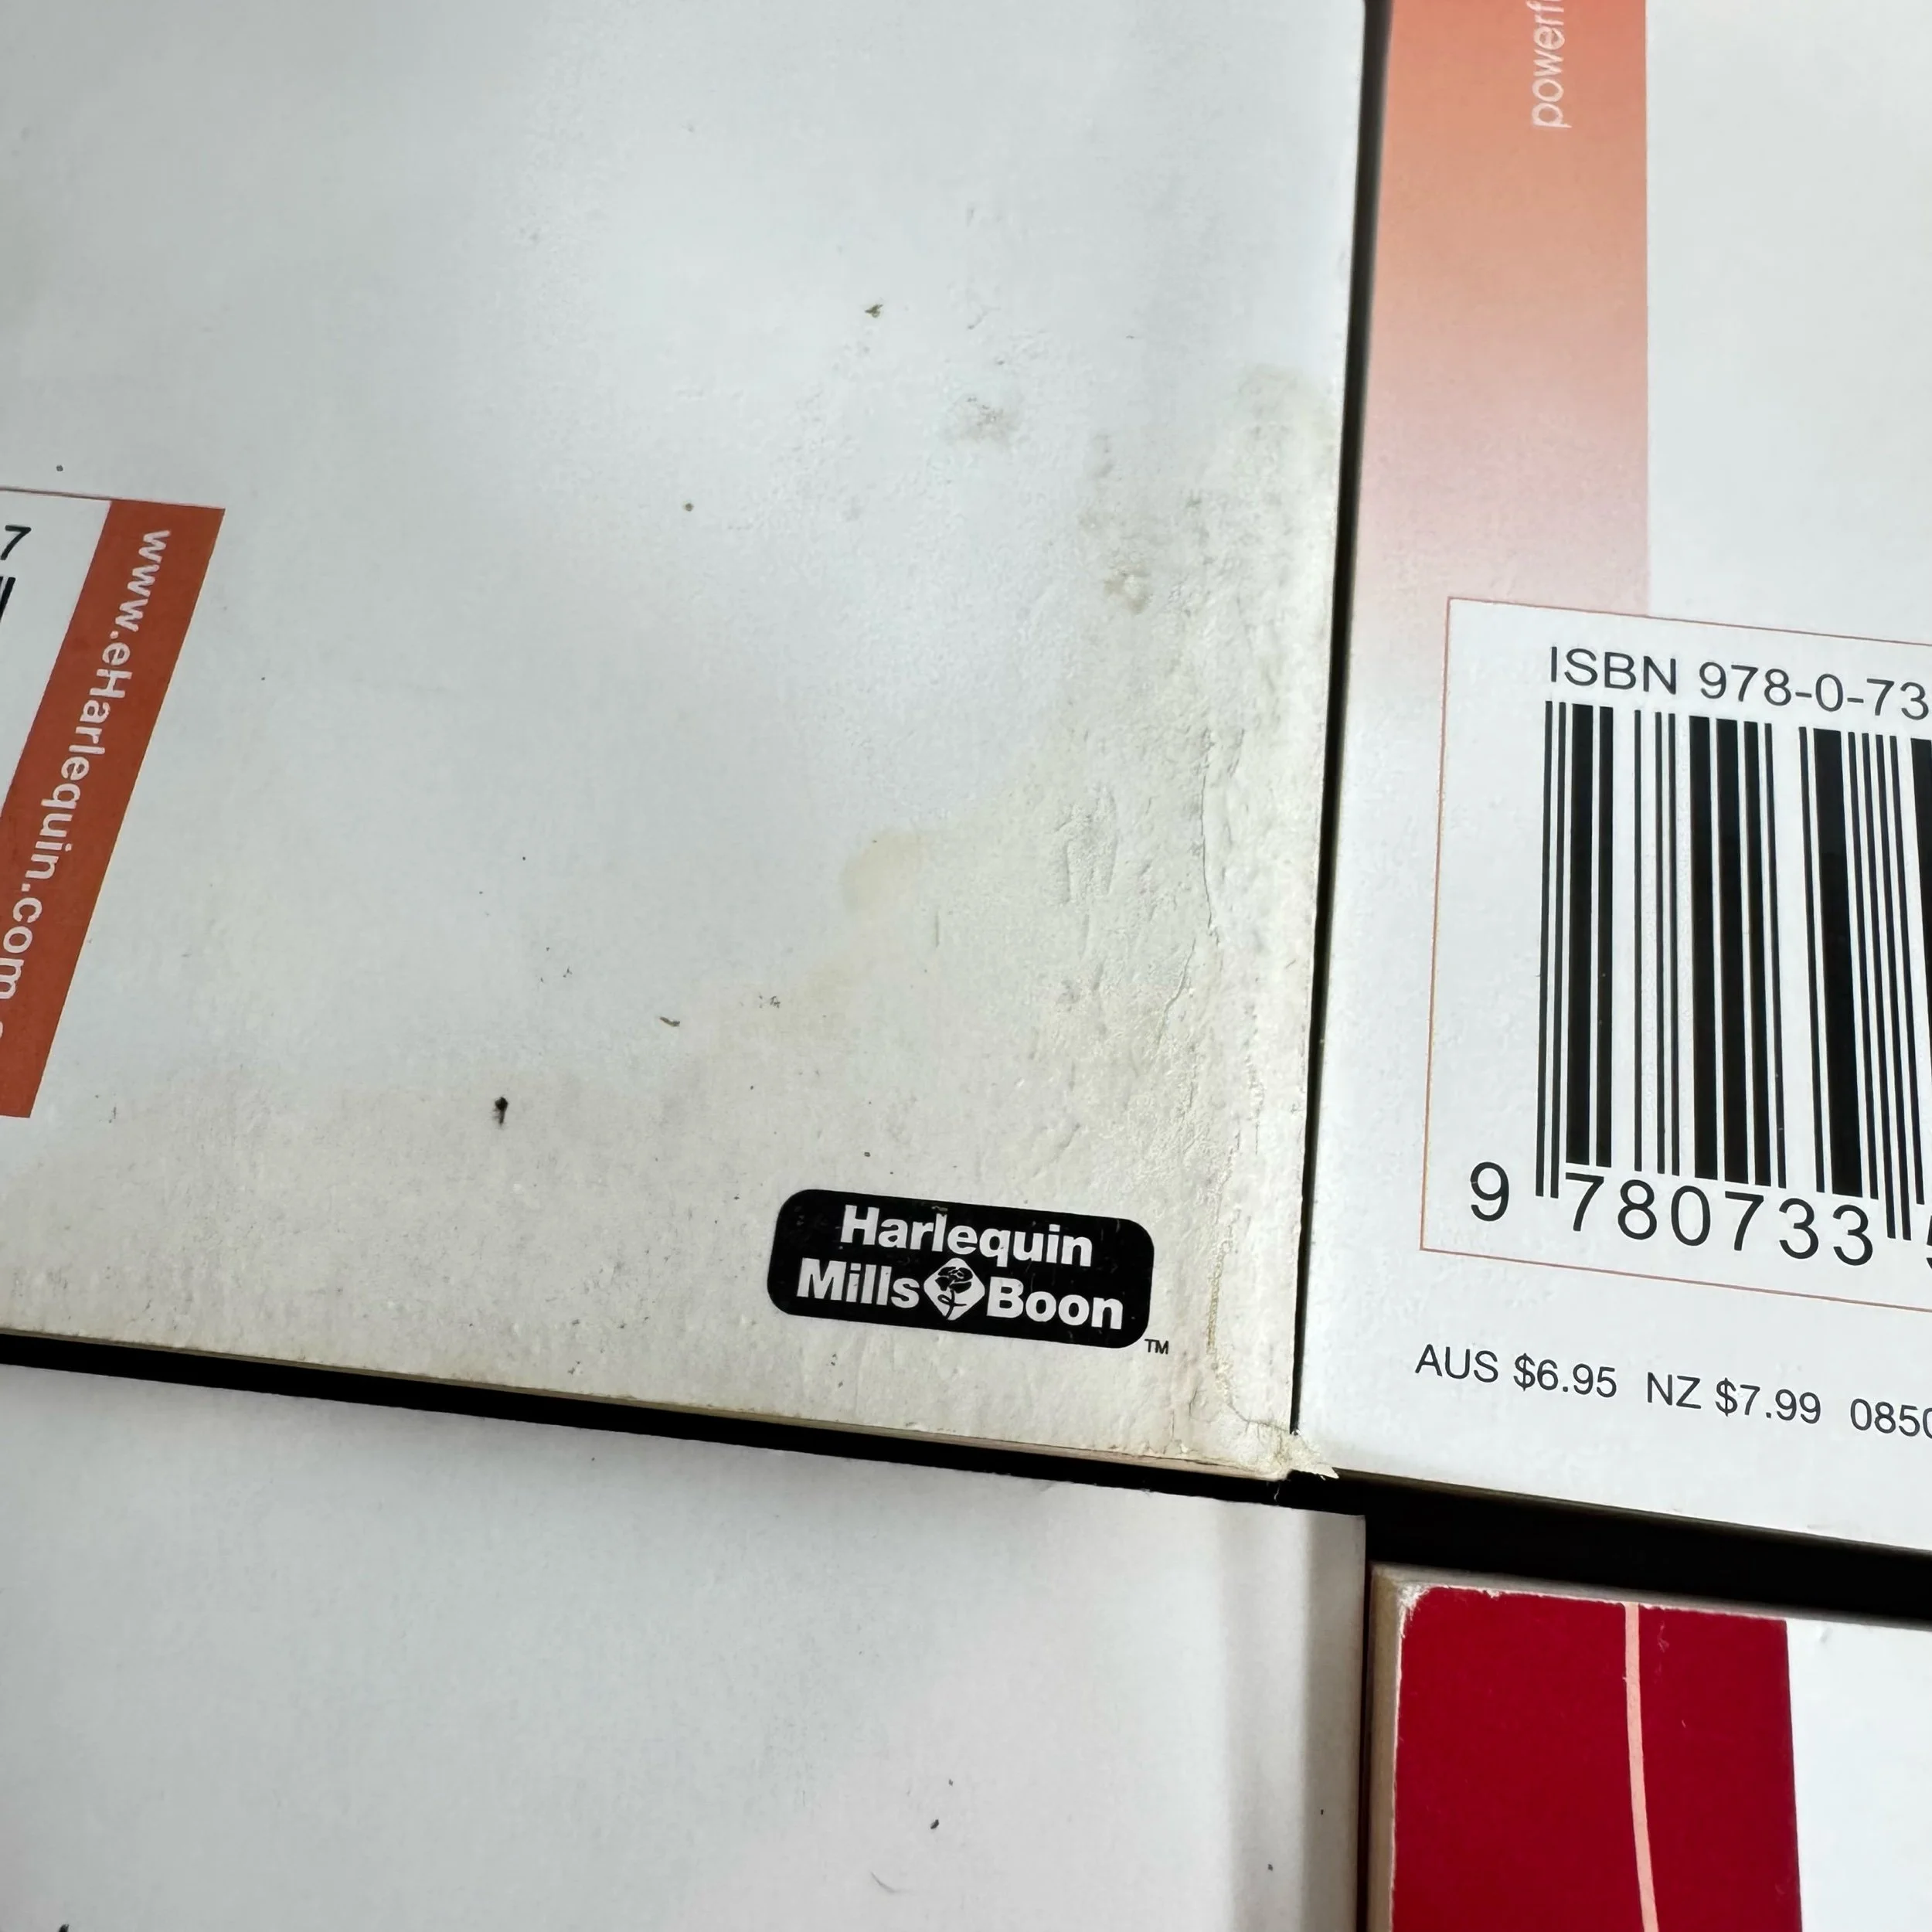 powerf
7
www.eHarlequin.com
ISBN 978-0-73
9 780733
AUS $6.95 NZ $7.99 085
Harlequin
Mills Boon
TM